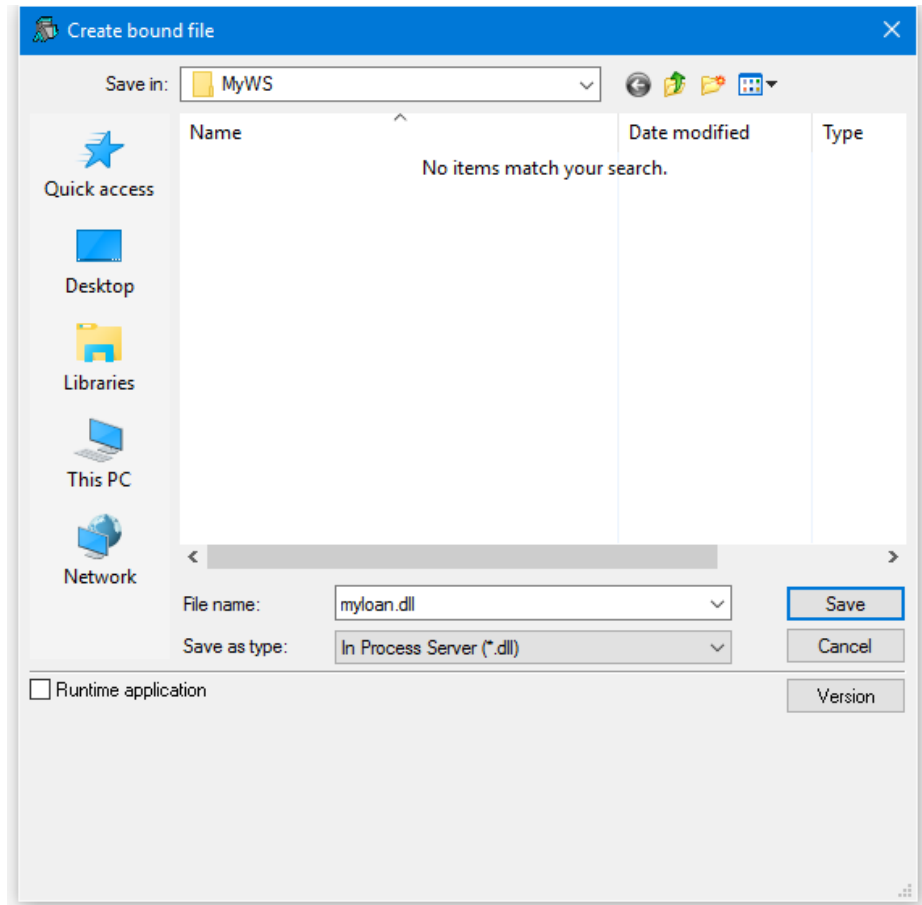 Create bound file
Save in: MyWS
Name Date modified Type
No items match your search.
Quick access
Desktop
Libraries
This PC
Network
File name: myloan.dll Save
Save as type: In Process Server (*.dll) Cancel
Runtime application Version